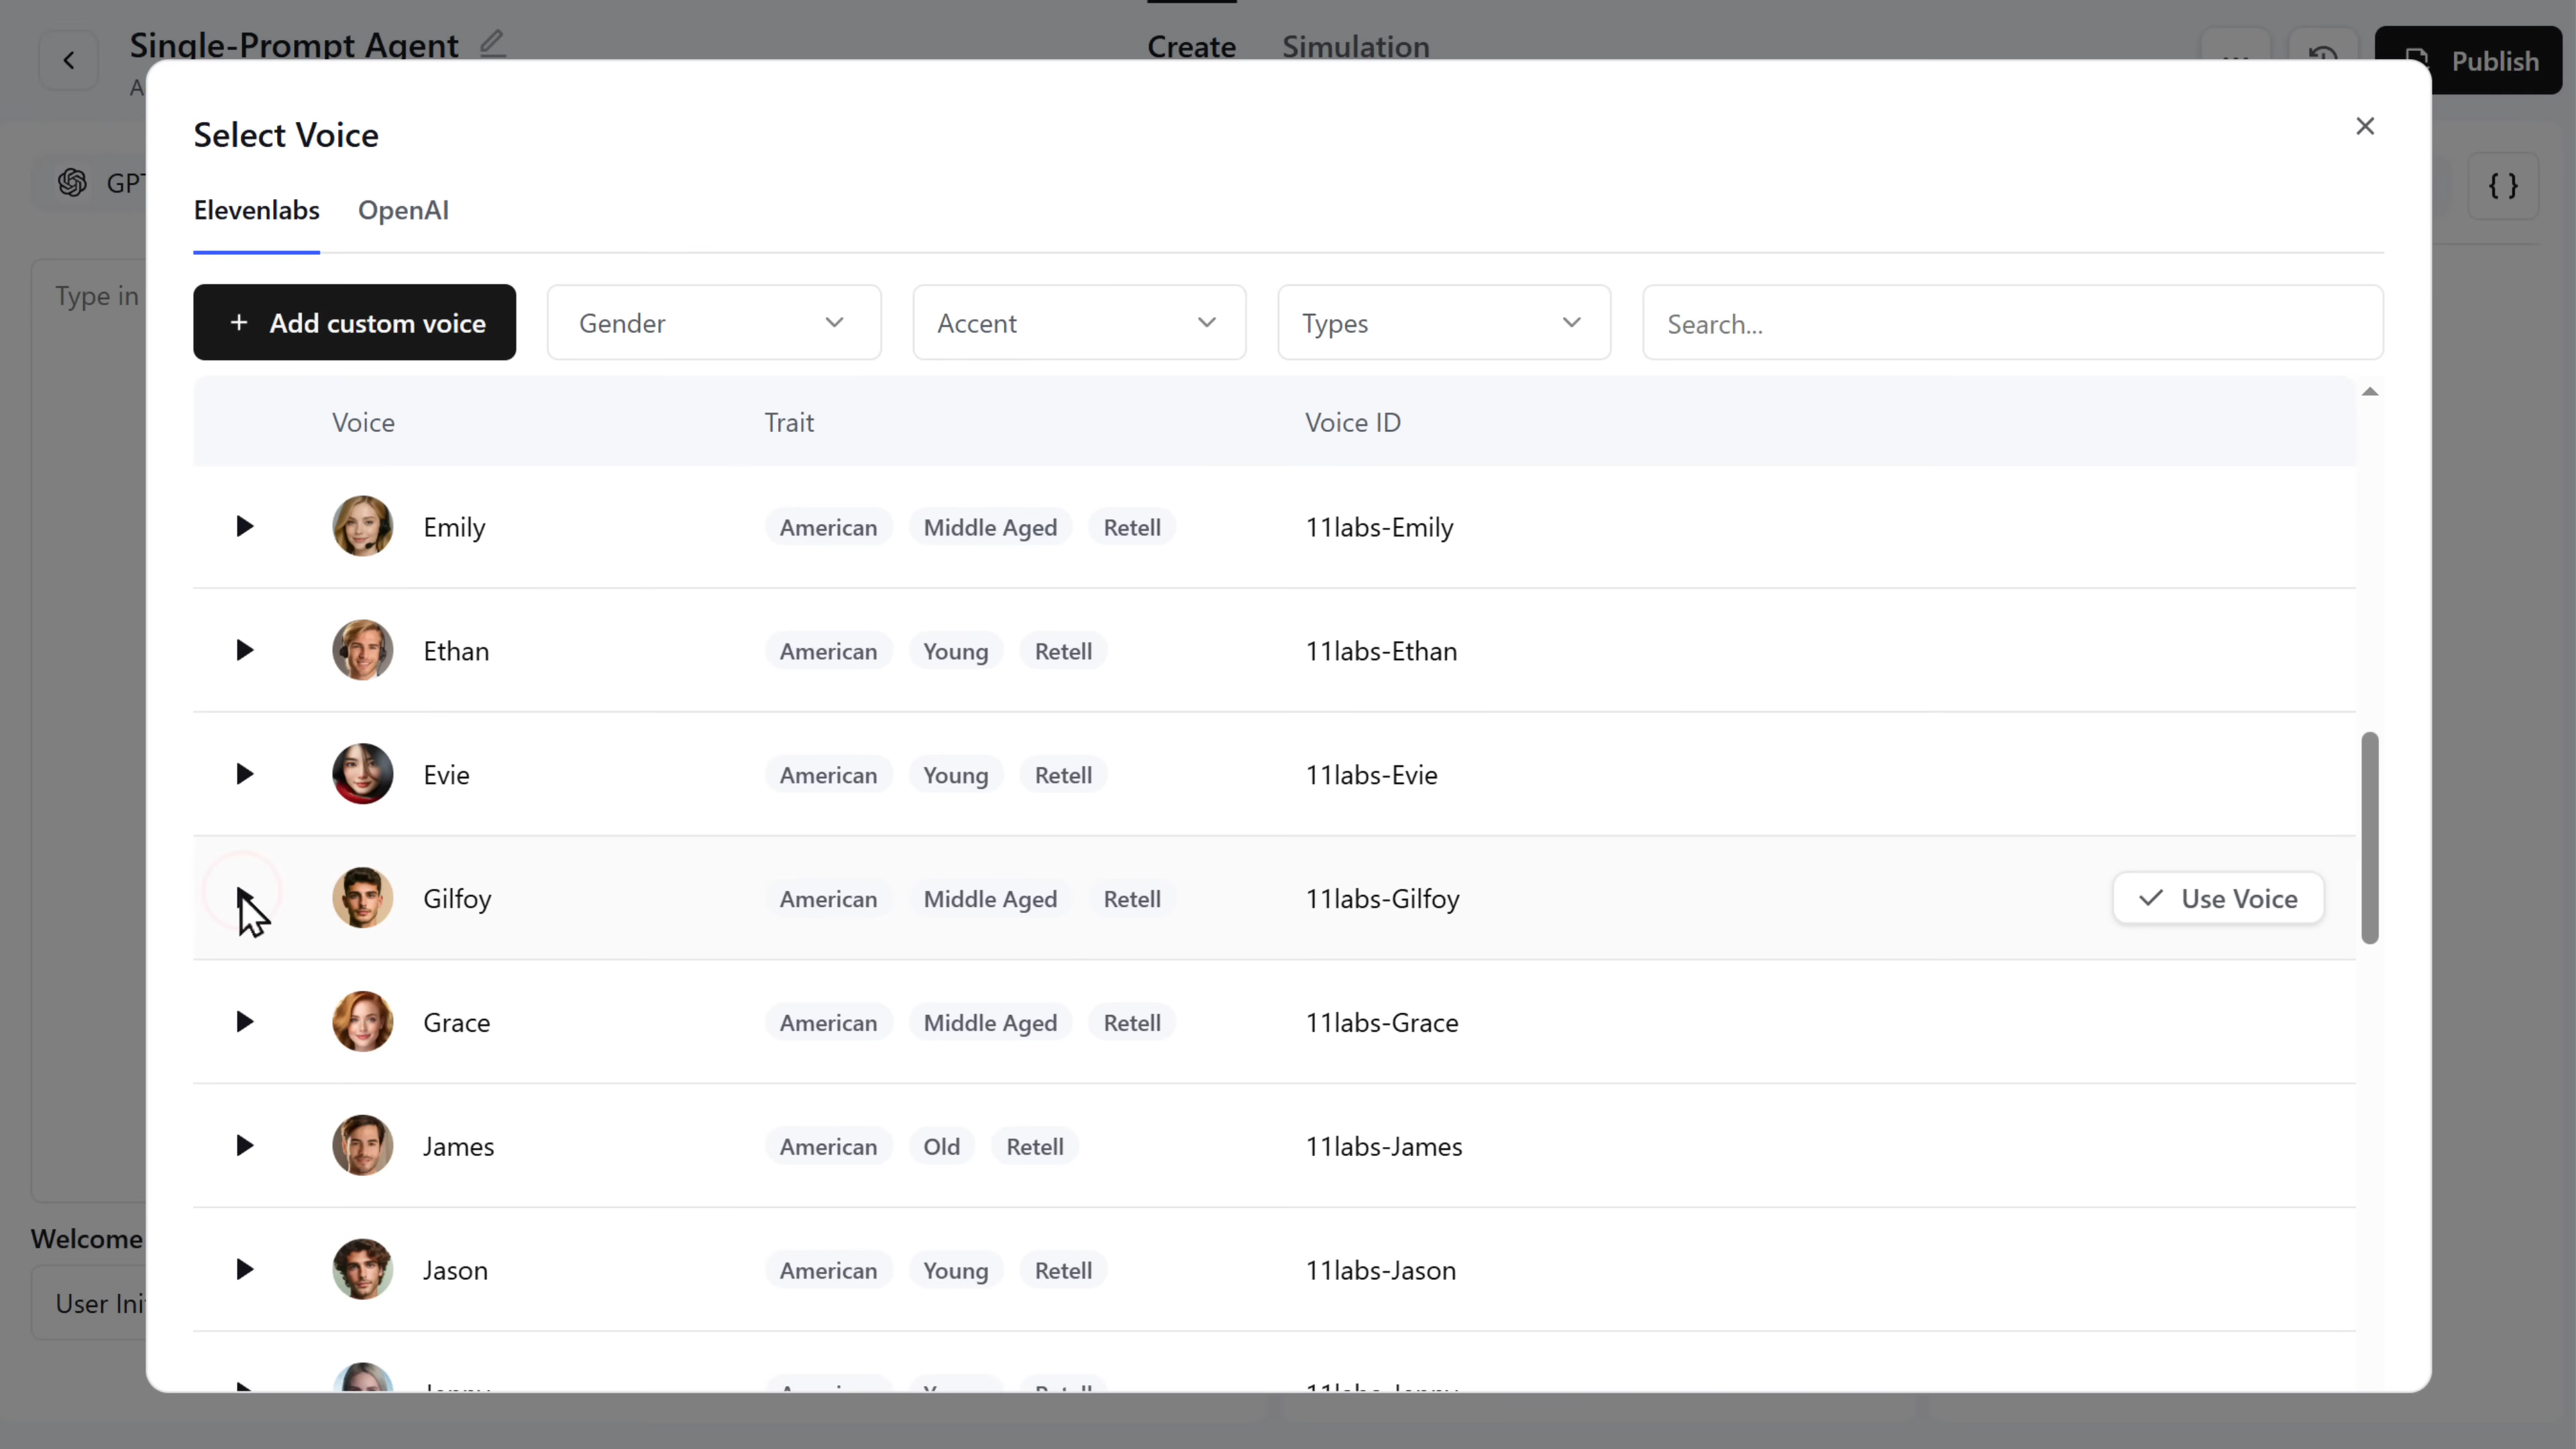 Single-Prompt Agent
Create
Simulation
Publish
Select Voice
Elevenlabs
OpenAI
{ }
+ Add custom voice
Gender
Accent
Types
Search...
Type in
Voice
Trait
Voice ID
Emily
American
Middle Aged
Retell
11labs-Emily
Ethan
American
Young
Retell
11labs-Ethan
Evie
American
Young
Retell
11labs-Evie
Gilfoy
American
Middle Aged
Retell
11labs-Gilfoy
Use Voice
Grace
American
Middle Aged
Retell
11labs-Grace
James
American
Old
Retell
11labs-James
Jason
American
Young
Retell
11labs-Jason
Welcome
User